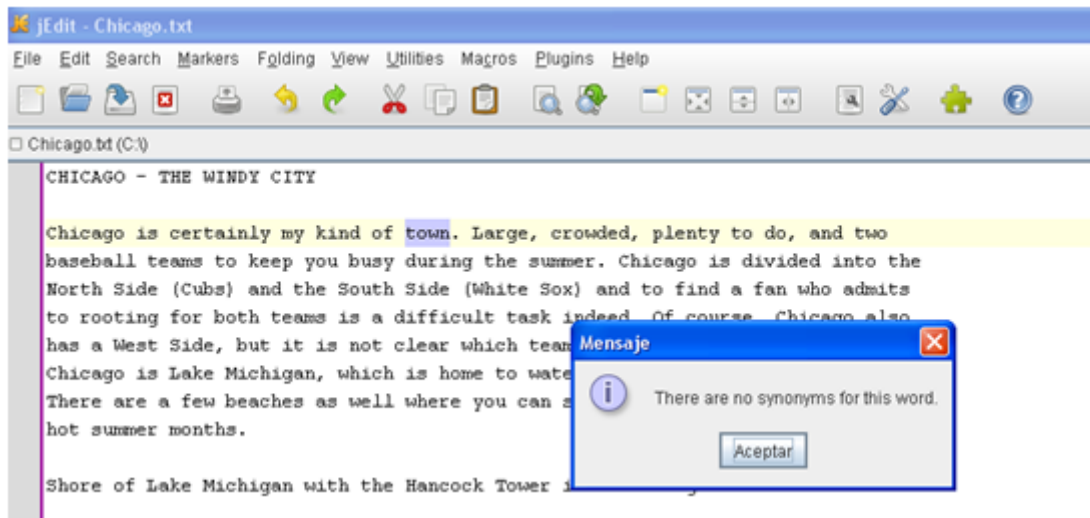 jEdit - Chicago.txt
File Edit Search Markers Folding View Utilities Macros Plugins Help
Chicago.txt (C:\)
CHICAGO - THE WINDY CITY
Chicago is certainly my kind of town. Large, crowded, plenty to do, and two
baseball teams to keep you busy during the summer. Chicago is divided into the
North Side (Cubs) and the South Side (White Sox) and to find a fan who admits
to rooting for both teams is a difficult task indeed. Of course, Chicago also
has a West Side, but it is not clear which team
Chicago is Lake Michigan, which is home to
There are a few beaches as well where you can
hot summer months.
Shore of Lake Michigan with the Hancock Tower
Mensaje
There are no synonyms for this word.
Aceptar